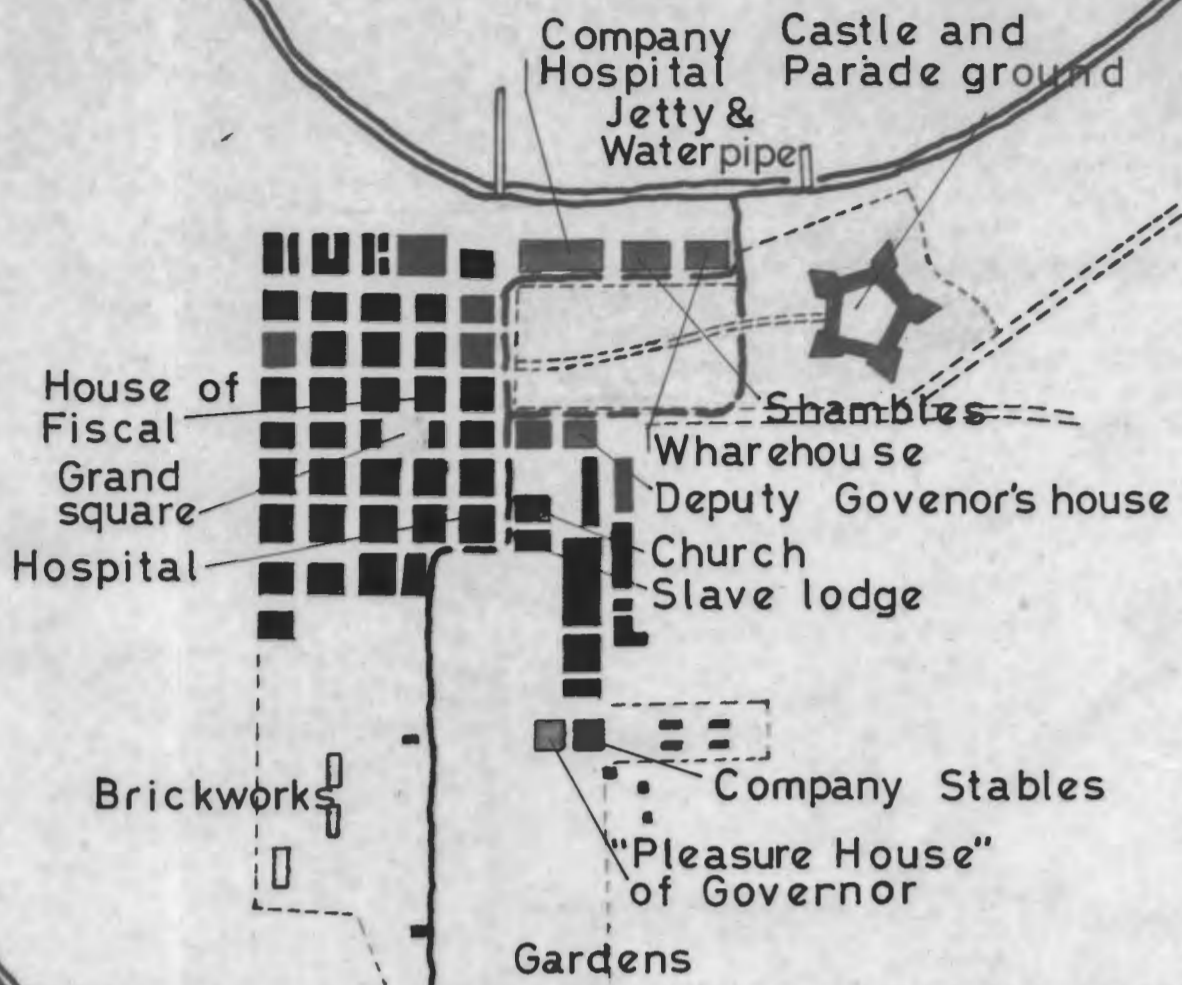 Company
Hospital
Castle and
Parade ground
Jetty &
Waterpipe
House of
Fiscal
Grand
square
Hospital
Shambles
Wharehouse
Deputy Govenor's house
Church
Slave lodge
Brickworks
Company Stables
"Pleasure House"
of Governor
Gardens